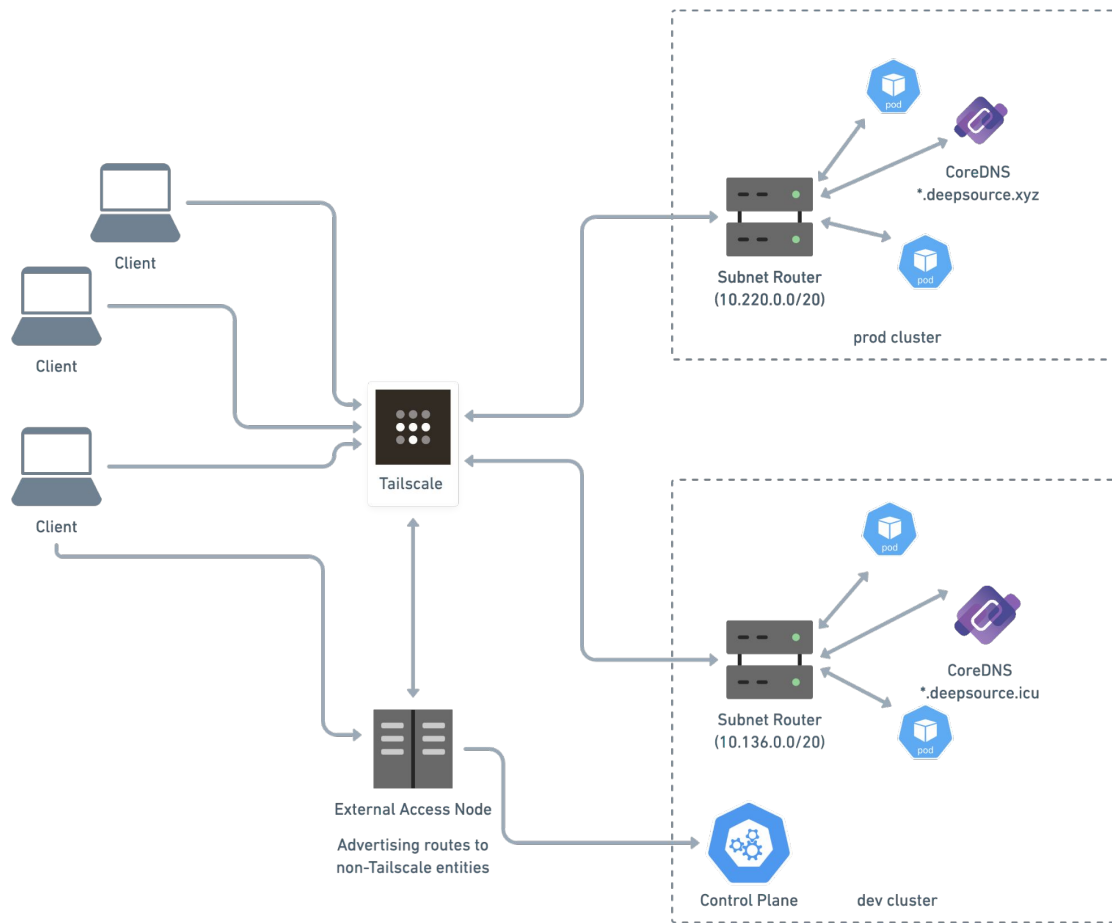 pod
CoreDNS
*.deepsource.xyz
Client
Subnet Router
(10.220.0.0/20)
pod
prod cluster
Client
Tailscale
Client
pod
CoreDNS
*.deepsource.icu
Subnet Router
(10.136.0.0/20)
pod
External Access Node
Advertising routes to
non-Tailscale entities
Control Plane
dev cluster